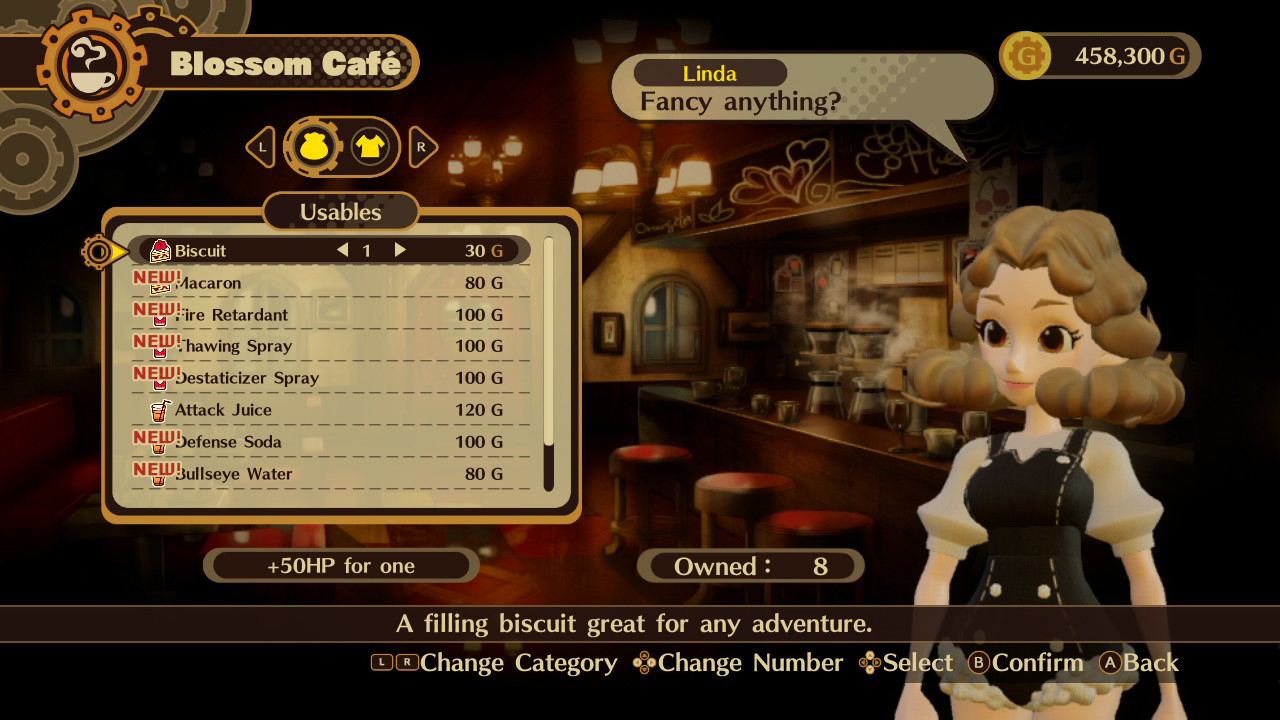 Blossom Café
Linda
Fancy anything?
458,300 G
G
L
R
Usables
Biscuit 1 30 G
NEW! Macaron 80 G
NEW! Fire Retardant 100 G
NEW! Thawing Spray 100 G
NEW! Destaticizer Spray 100 G
Attack Juice 120 G
NEW! Defense Soda 100 G
NEW! Bullseye Water 80 G
+50HP for one
Owned : 8
A filling biscuit great for any adventure.
L R Change Category Change Number Select B Confirm A Back